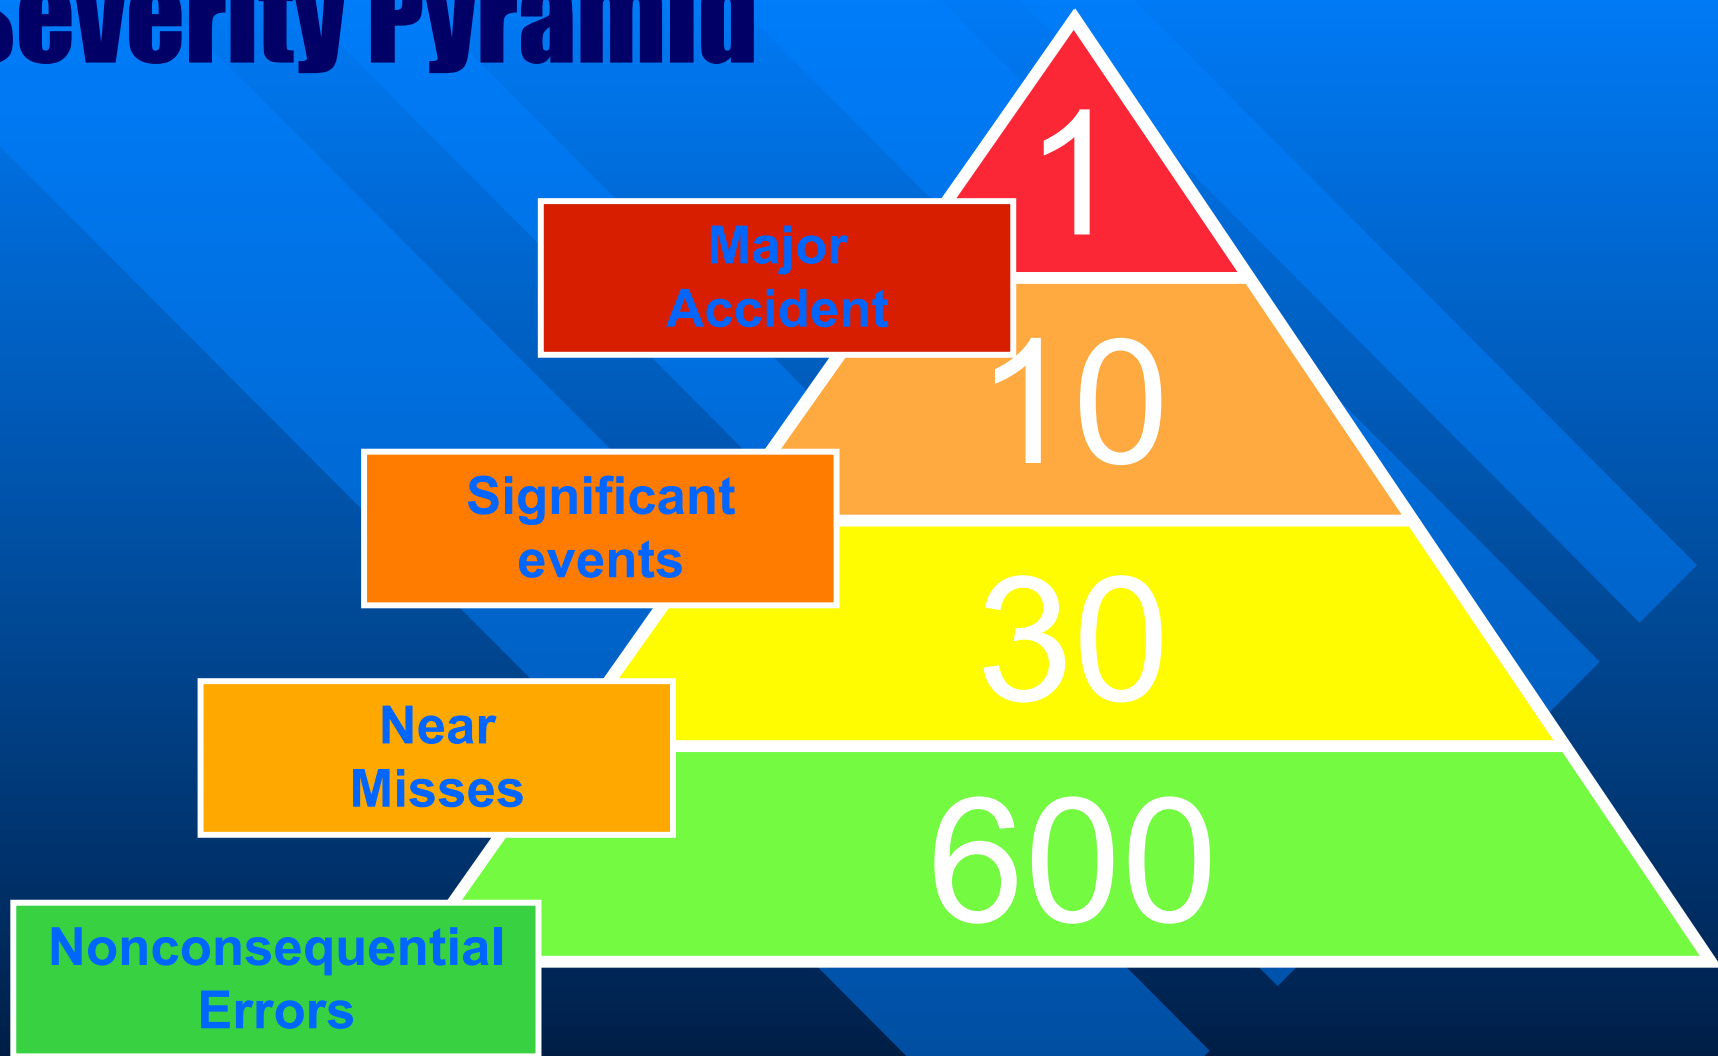 Severity Pyramid
1
Major
Accident
10
Significant
events
30
Near
Misses
600
Nonconsequential
Errors